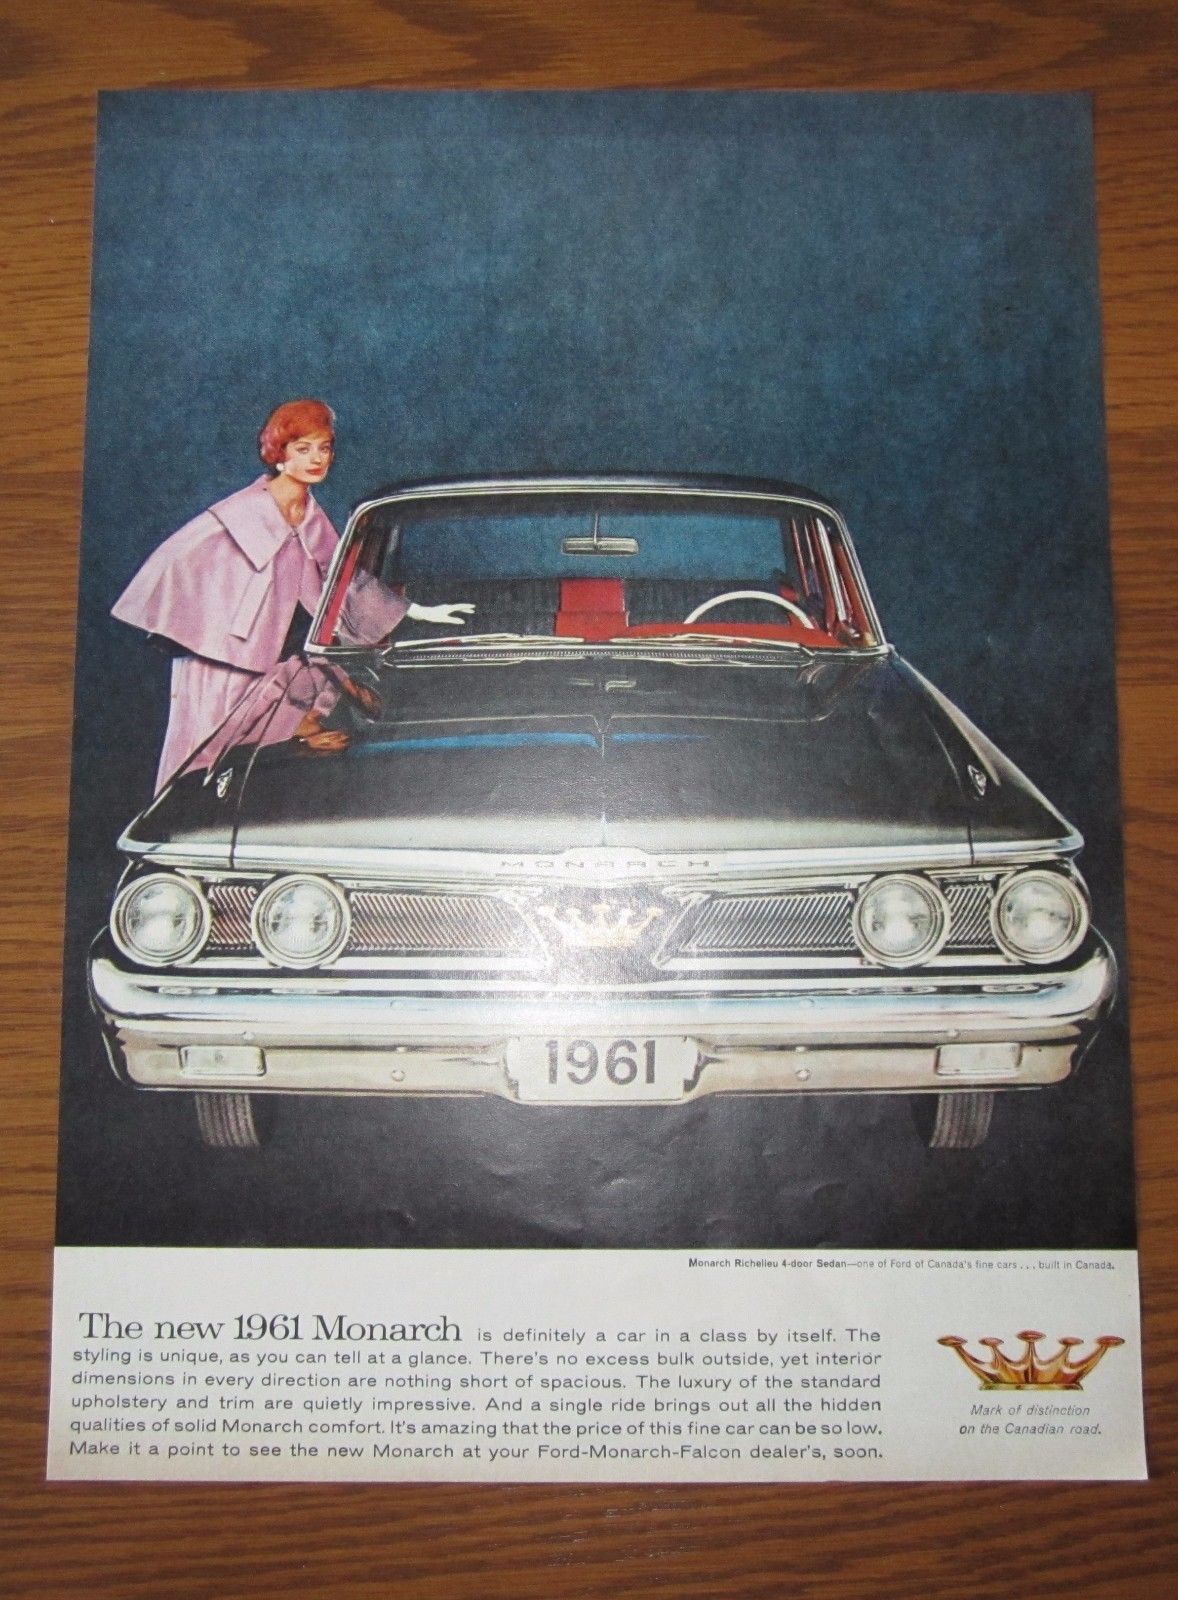 MONARCH
1961
Monarch Richelieu 4-door Sedan—one of Ford of Canada's fine cars . . . built in Canada.
The new 1961 Monarch is definitely a car in a class by itself. The
styling is unique, as you can tell at a glance. There's no excess bulk outside, yet interior
dimensions in every direction are nothing short of spacious. The luxury of the standard
upholstery and trim are quietly impressive. And a single ride brings out all the hidden
qualities of solid Monarch comfort. It's amazing that the price of this fine car can be so low.
Make it a point to see the new Monarch at your Ford-Monarch-Falcon dealer's, soon.
Mark of distinction
on the Canadian road.